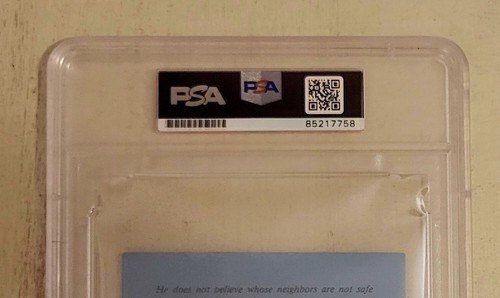 PSA PSA
85217758
He does not believe whose neighbors are not safe